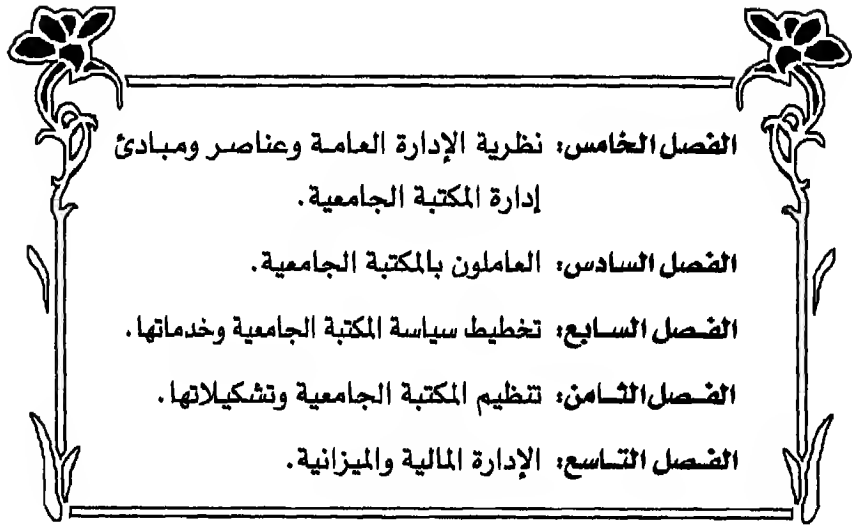 الفصل الخامس: نظرية الإدارة العامة وعناصر ومبادئ
إدارة المكتبة الجامعية.
الفصل السادس: العاملون بالمكتبة الجامعية.
الفصل السابع: تخطيط سياسة المكتبة الجامعية وخدماتها.
الفصل الثامن: تنظيم المكتبة الجامعية وتشكيلاتها.
الفصل التاسع: الإدارة المالية والميزانية.